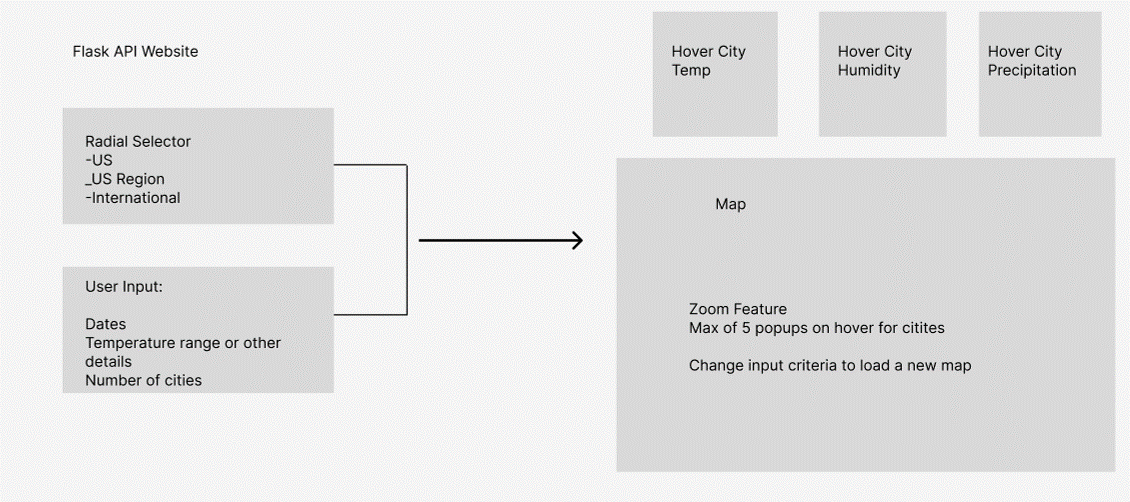 Flask API Website
Radial Selector
-US
_US Region
-International
User Input:
Dates
Temperature range or other
details
Number of cities
Hover City
Temp
Hover City
Humidity
Hover City
Precipitation
Map
Zoom Feature
Max of 5 popups on hover for citites
Change input criteria to load a new map